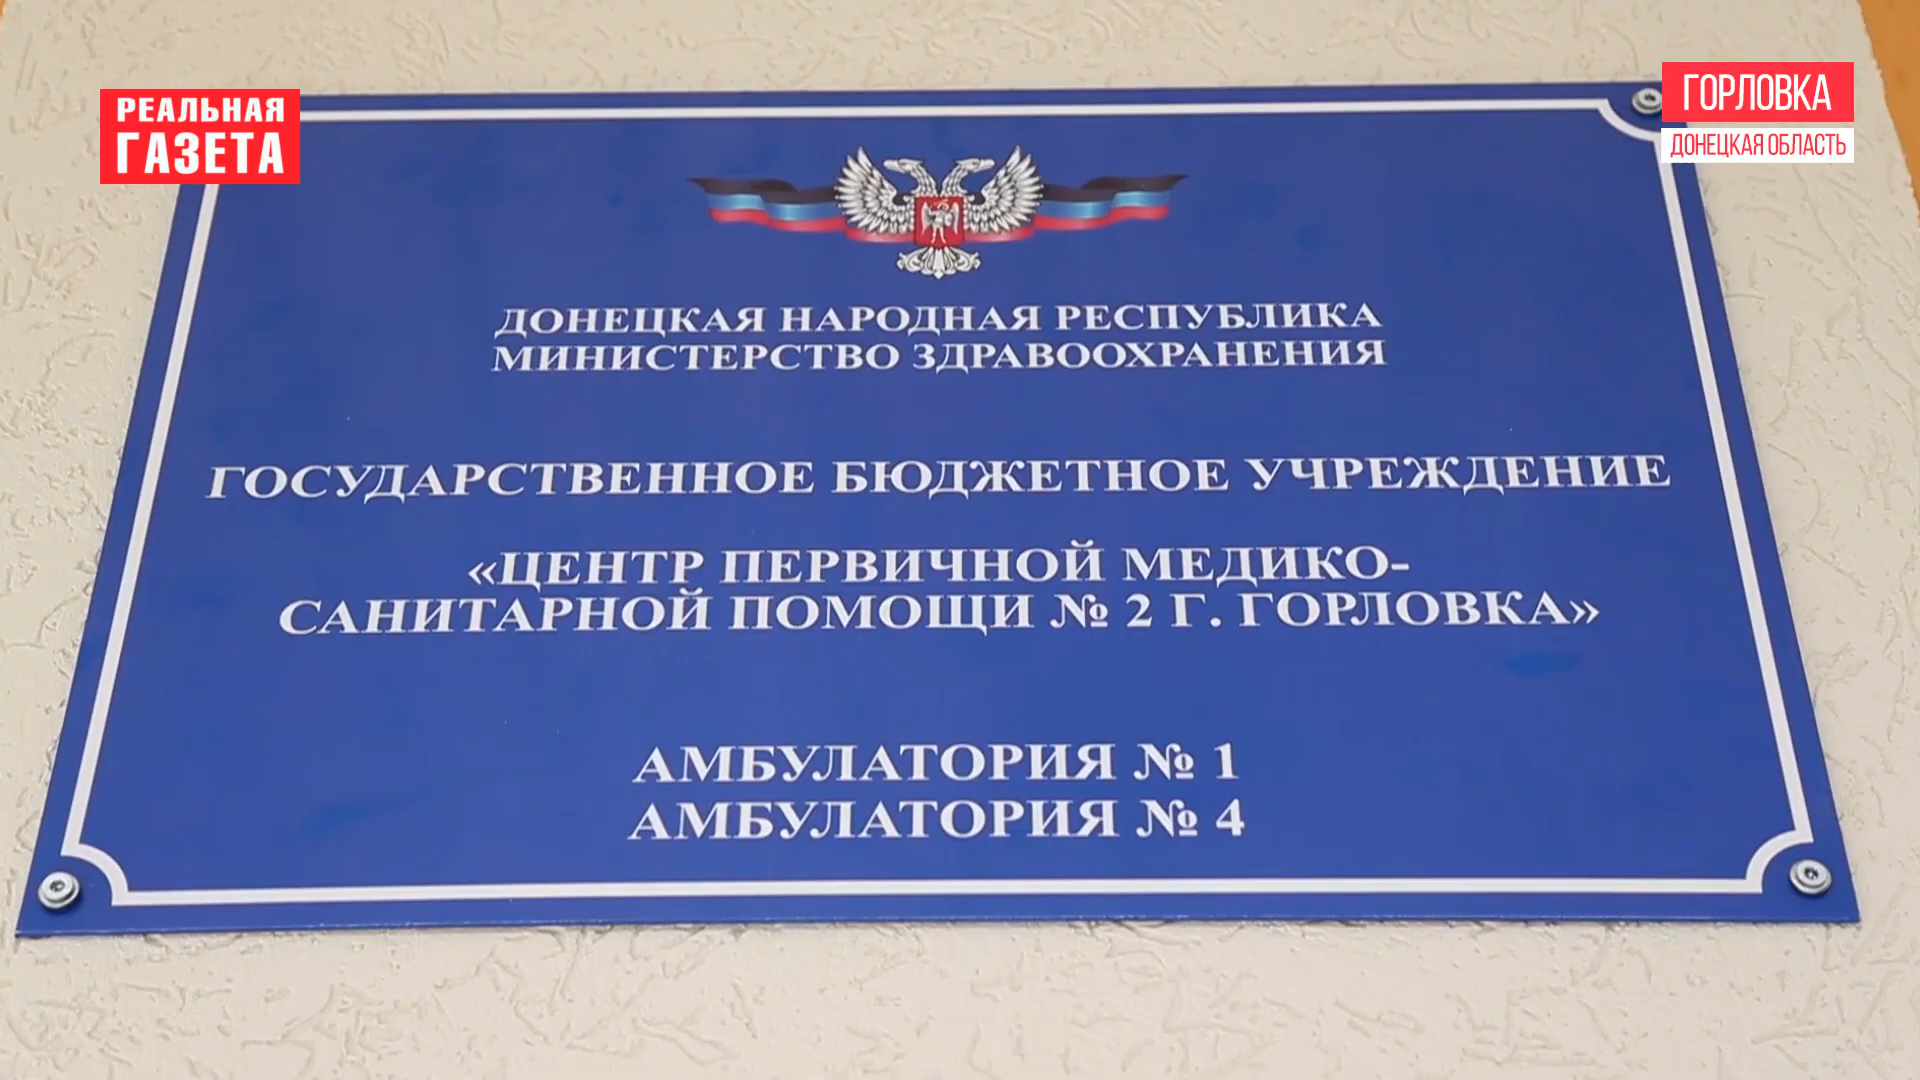 РЕАЛЬНАЯ
ГАЗЕТА
ГОРЛОВКА
ДОНЕЦКАЯ ОБЛАСТЬ
ДОНЕЦКАЯ НАРОДНАЯ РЕСПУБЛИКА
МИНИСТЕРСТВО ЗДРАВООХРАНЕНИЯ
ГОСУДАРСТВЕННОЕ БЮДЖЕТНОЕ УЧРЕЖДЕНИЕ
«ЦЕНТР ПЕРВИЧНОЙ МЕДИКО-
САНИТАРНОЙ ПОМОЩИ № 2 Г. ГОРЛОВКА»
АМБУЛАТОРИЯ № 1
АМБУЛАТОРИЯ № 4